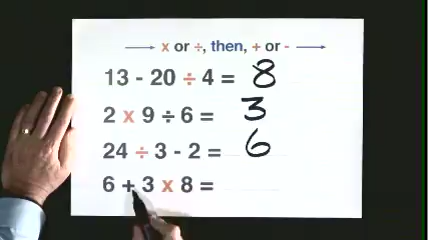 x or ÷, then, + or -
13 - 20 ÷ 4 = 8
2 x 9 ÷ 6 = 3
24 ÷ 3 - 2 = 6
6 + 3 x 8 =